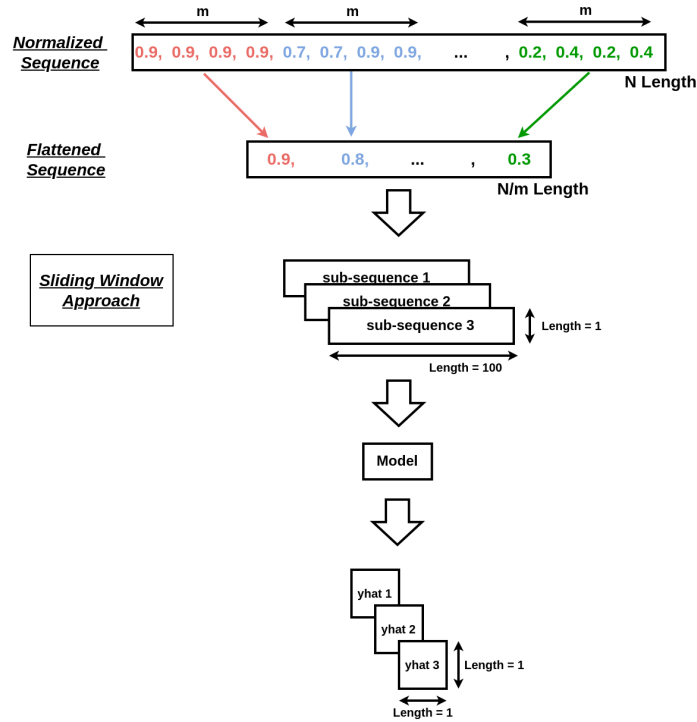 m
m
m
Normalized
Sequence
0.9, 0.9, 0.9, 0.9, 0.7, 0.7, 0.9, 0.9, ... , 0.2, 0.4, 0.2, 0.4
N Length
Flattened
Sequence
0.9, 0.8, ... , 0.3
N/m Length
Sliding Window
Approach
sub-sequence 1
sub-sequence 2
sub-sequence 3
Length = 1
Length = 100
Model
yhat 1
yhat 2
yhat 3
Length = 1
Length = 1